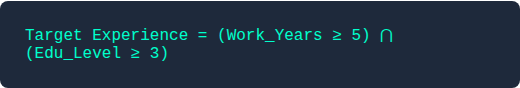 Target Experience = (Work_Years ≥ 5) ⋂
(Edu_Level ≥ 3)